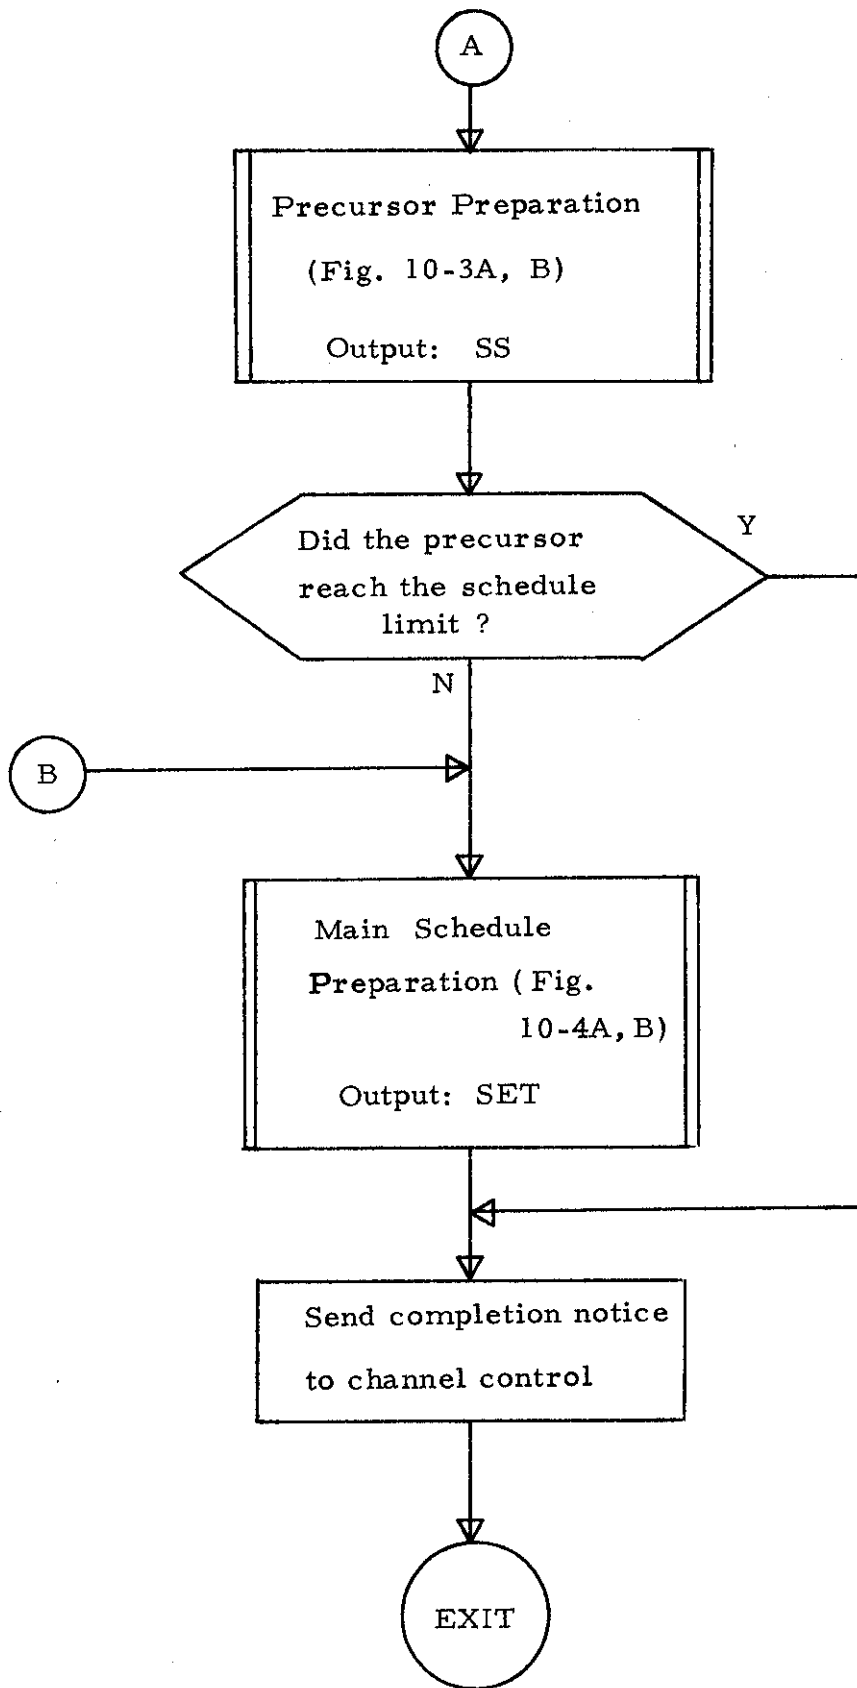 A
Precursor Preparation
(Fig. 10-3A, B)
Output: SS
Did the precursor
reach the schedule
limit ?
Y
N
B
Main Schedule
Preparation (Fig.
10-4A, B)
Output: SET
Send completion notice
to channel control
EXIT